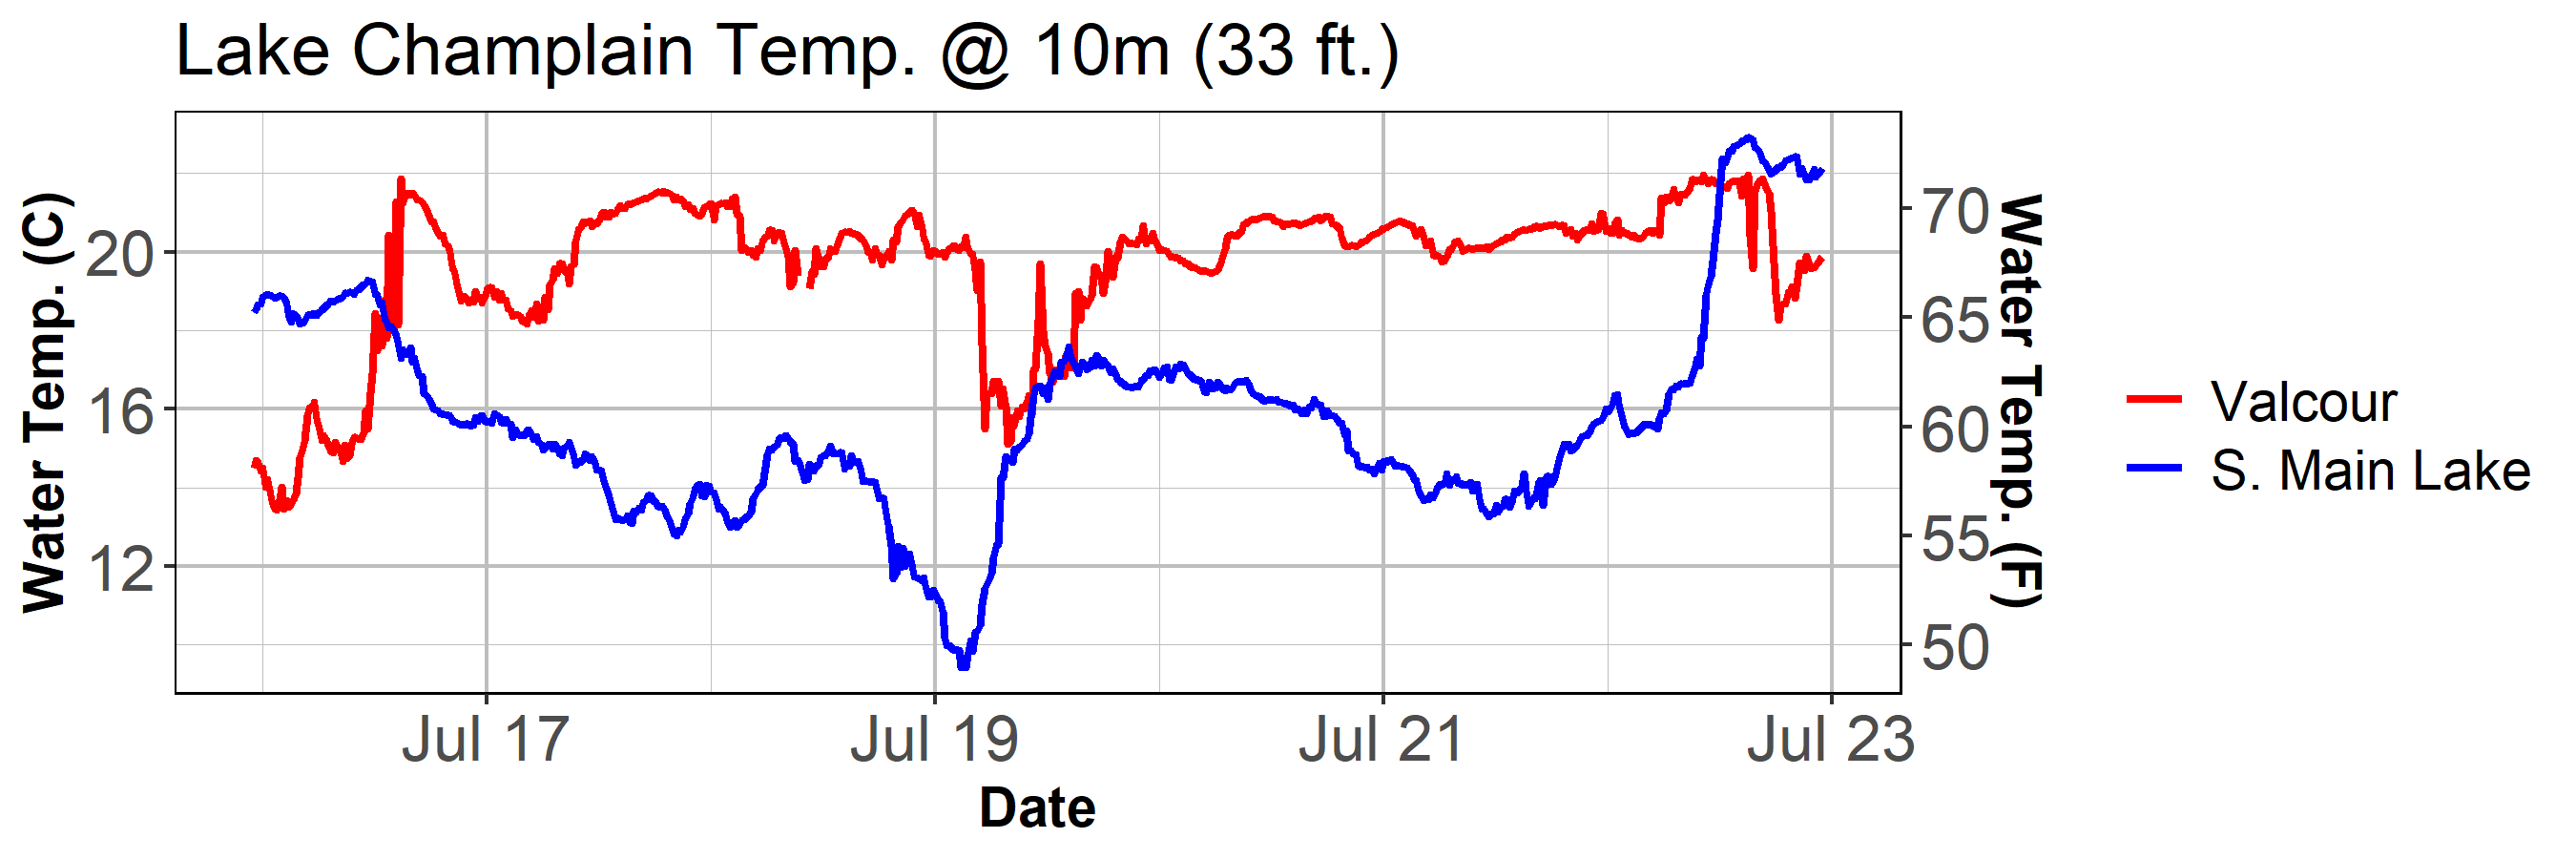 Lake Champlain Temp. @ 10m (33 ft.)
Water Temp. (C)
20
16
12
70
65
60
55
50
Water Temp. (F)
Jul 17
Jul 19
Jul 21
Jul 23
Date
Valcour
S. Main Lake